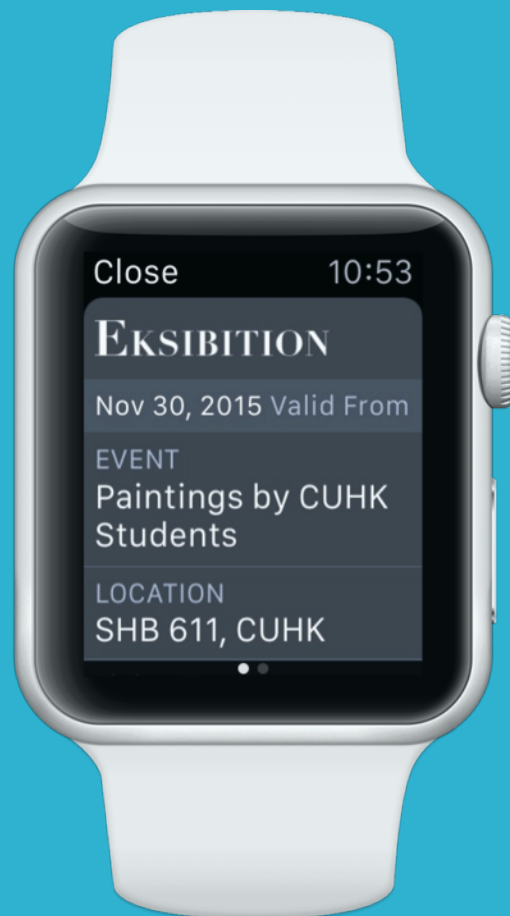 Close 10:53
EKSIBITION
Nov 30, 2015 Valid From
EVENT
Paintings by CUHK
Students
LOCATION
SHB 611, CUHK